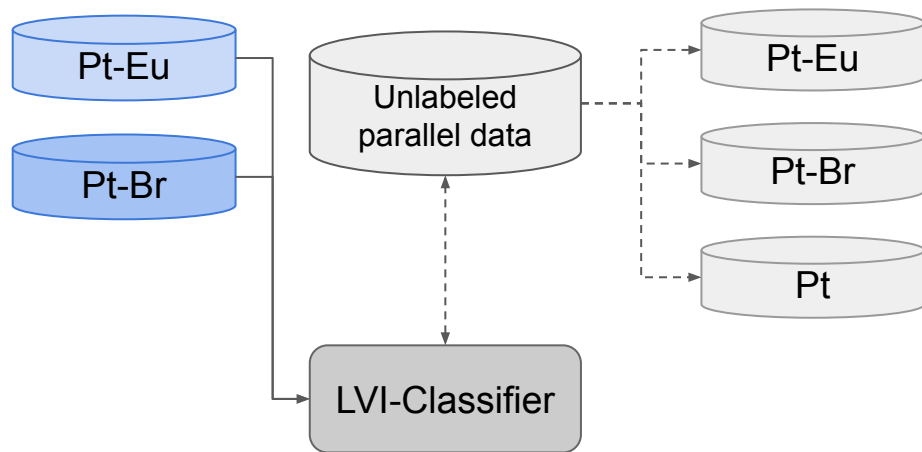 Pt-Eu
Pt-Br
Unlabeled
parallel data
LVI-Classifier
Pt-Eu
Pt-Br
Pt